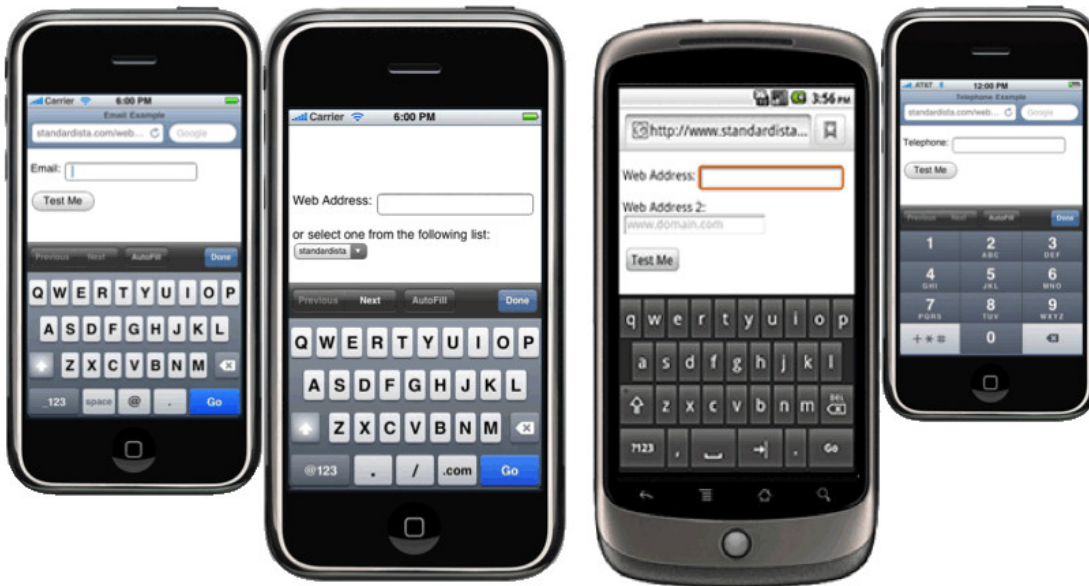 Carrier 6:00 PM
Email Example
standardista.com/web... Google
Email:
Test Me
Previous Next AutoFill Done
Q W E R T Y U I O P
A S D F G H J K L
Z X C V B N M
_123 space @ . Go
Carrier 6:00 PM
Web Address:
or select one from the following list:
standardista
Previous Next AutoFill Done
Q W E R T Y U I O P
A S D F G H J K L
Z X C V B N M
@123 . / .com Go
3:56 PM
http://www.standardista...
Web Address:
Web Address 2:
www.domain.com
Test Me
q w e r t y u i o p
a s d f g h j k l
z x c v b n m DEL
?123 , . Go
AT&T 12:00 PM
Telephone Example
standardista.com/web... Google
Telephone:
Test Me
Previous Next AutoFill Done
1 2 3
ABC DEF
4 5 6
GHI JKL MNO
7 8 9
PQRS TUV WXYZ
+ * # 0